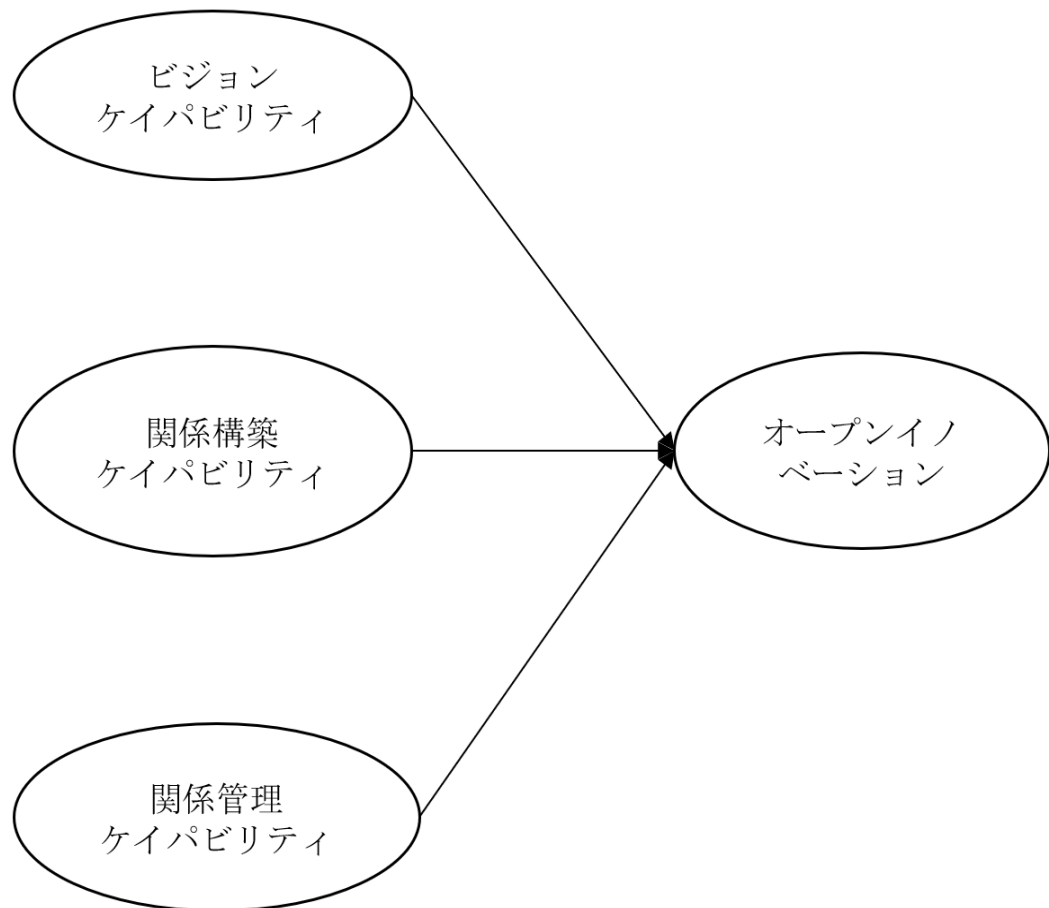 ビジョン
ケイパビリティ
関係構築
ケイパビリティ
オープンイノ
ベーション
関係管理
ケイパビリティ